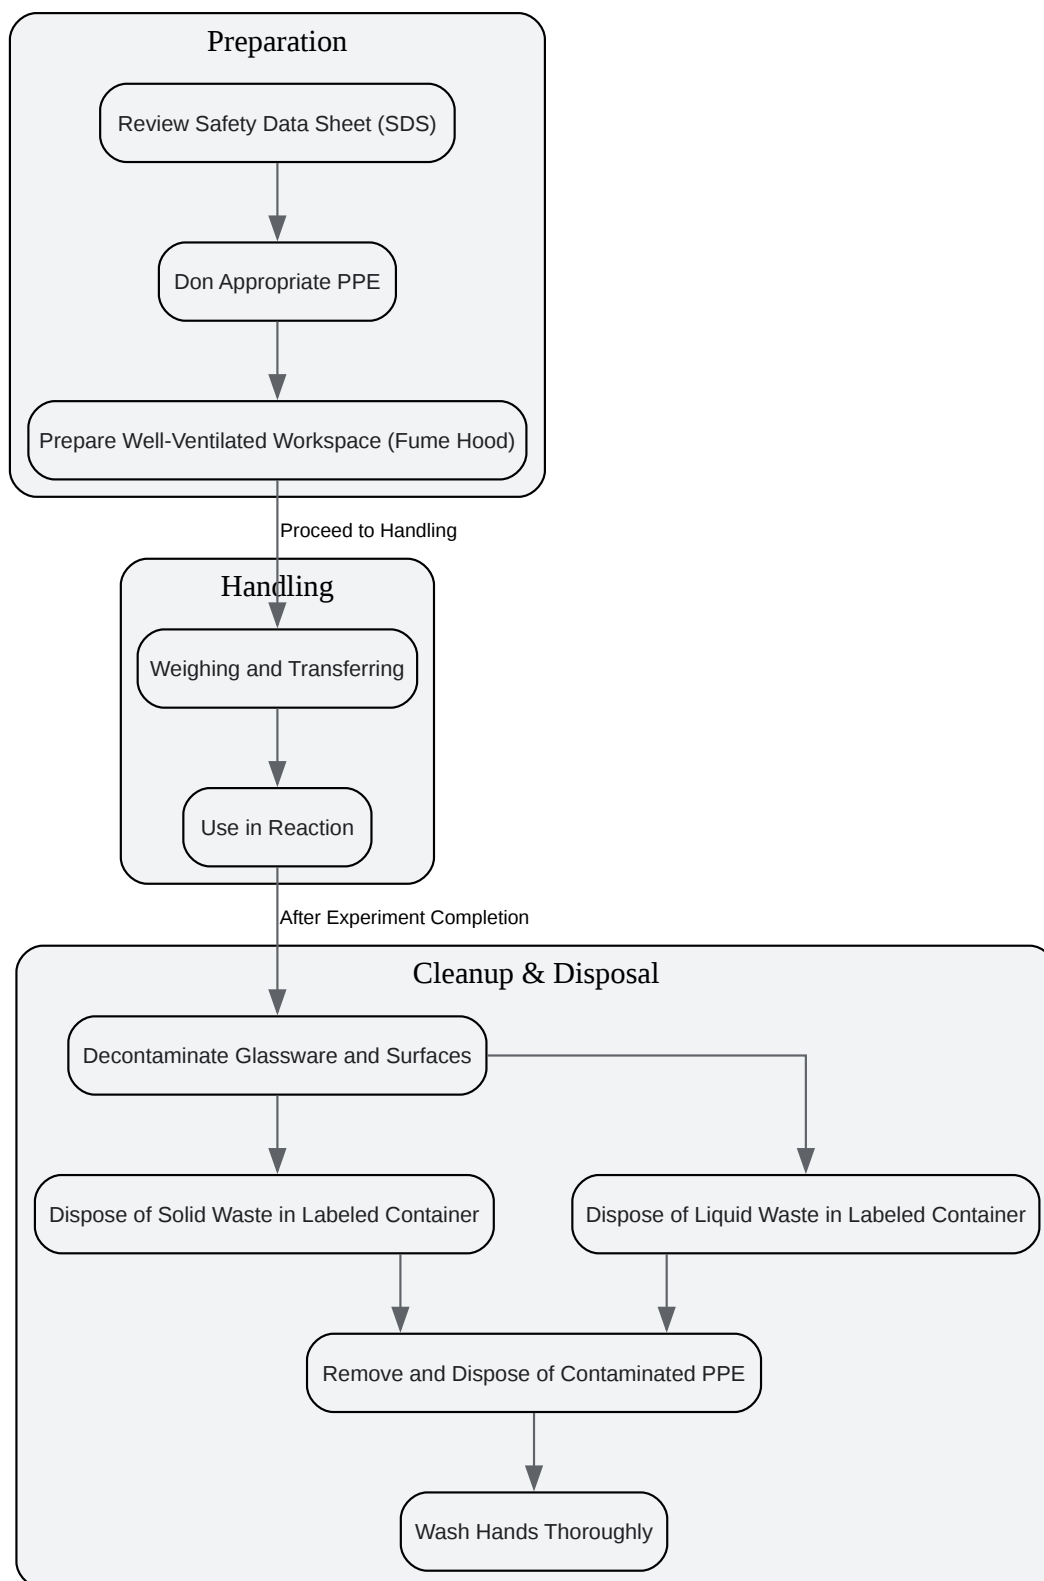 Preparation
Review Safety Data Sheet (SDS)
Don Appropriate PPE
Prepare Well-Ventilated Workspace (Fume Hood)
Proceed to Handling
Handling
Weighing and Transferring
Use in Reaction
After Experiment Completion
Cleanup & Disposal
Decontaminate Glassware and Surfaces
Dispose of Solid Waste in Labeled Container
Dispose of Liquid Waste in Labeled Container
Remove and Dispose of Contaminated PPE
Wash Hands Thoroughly